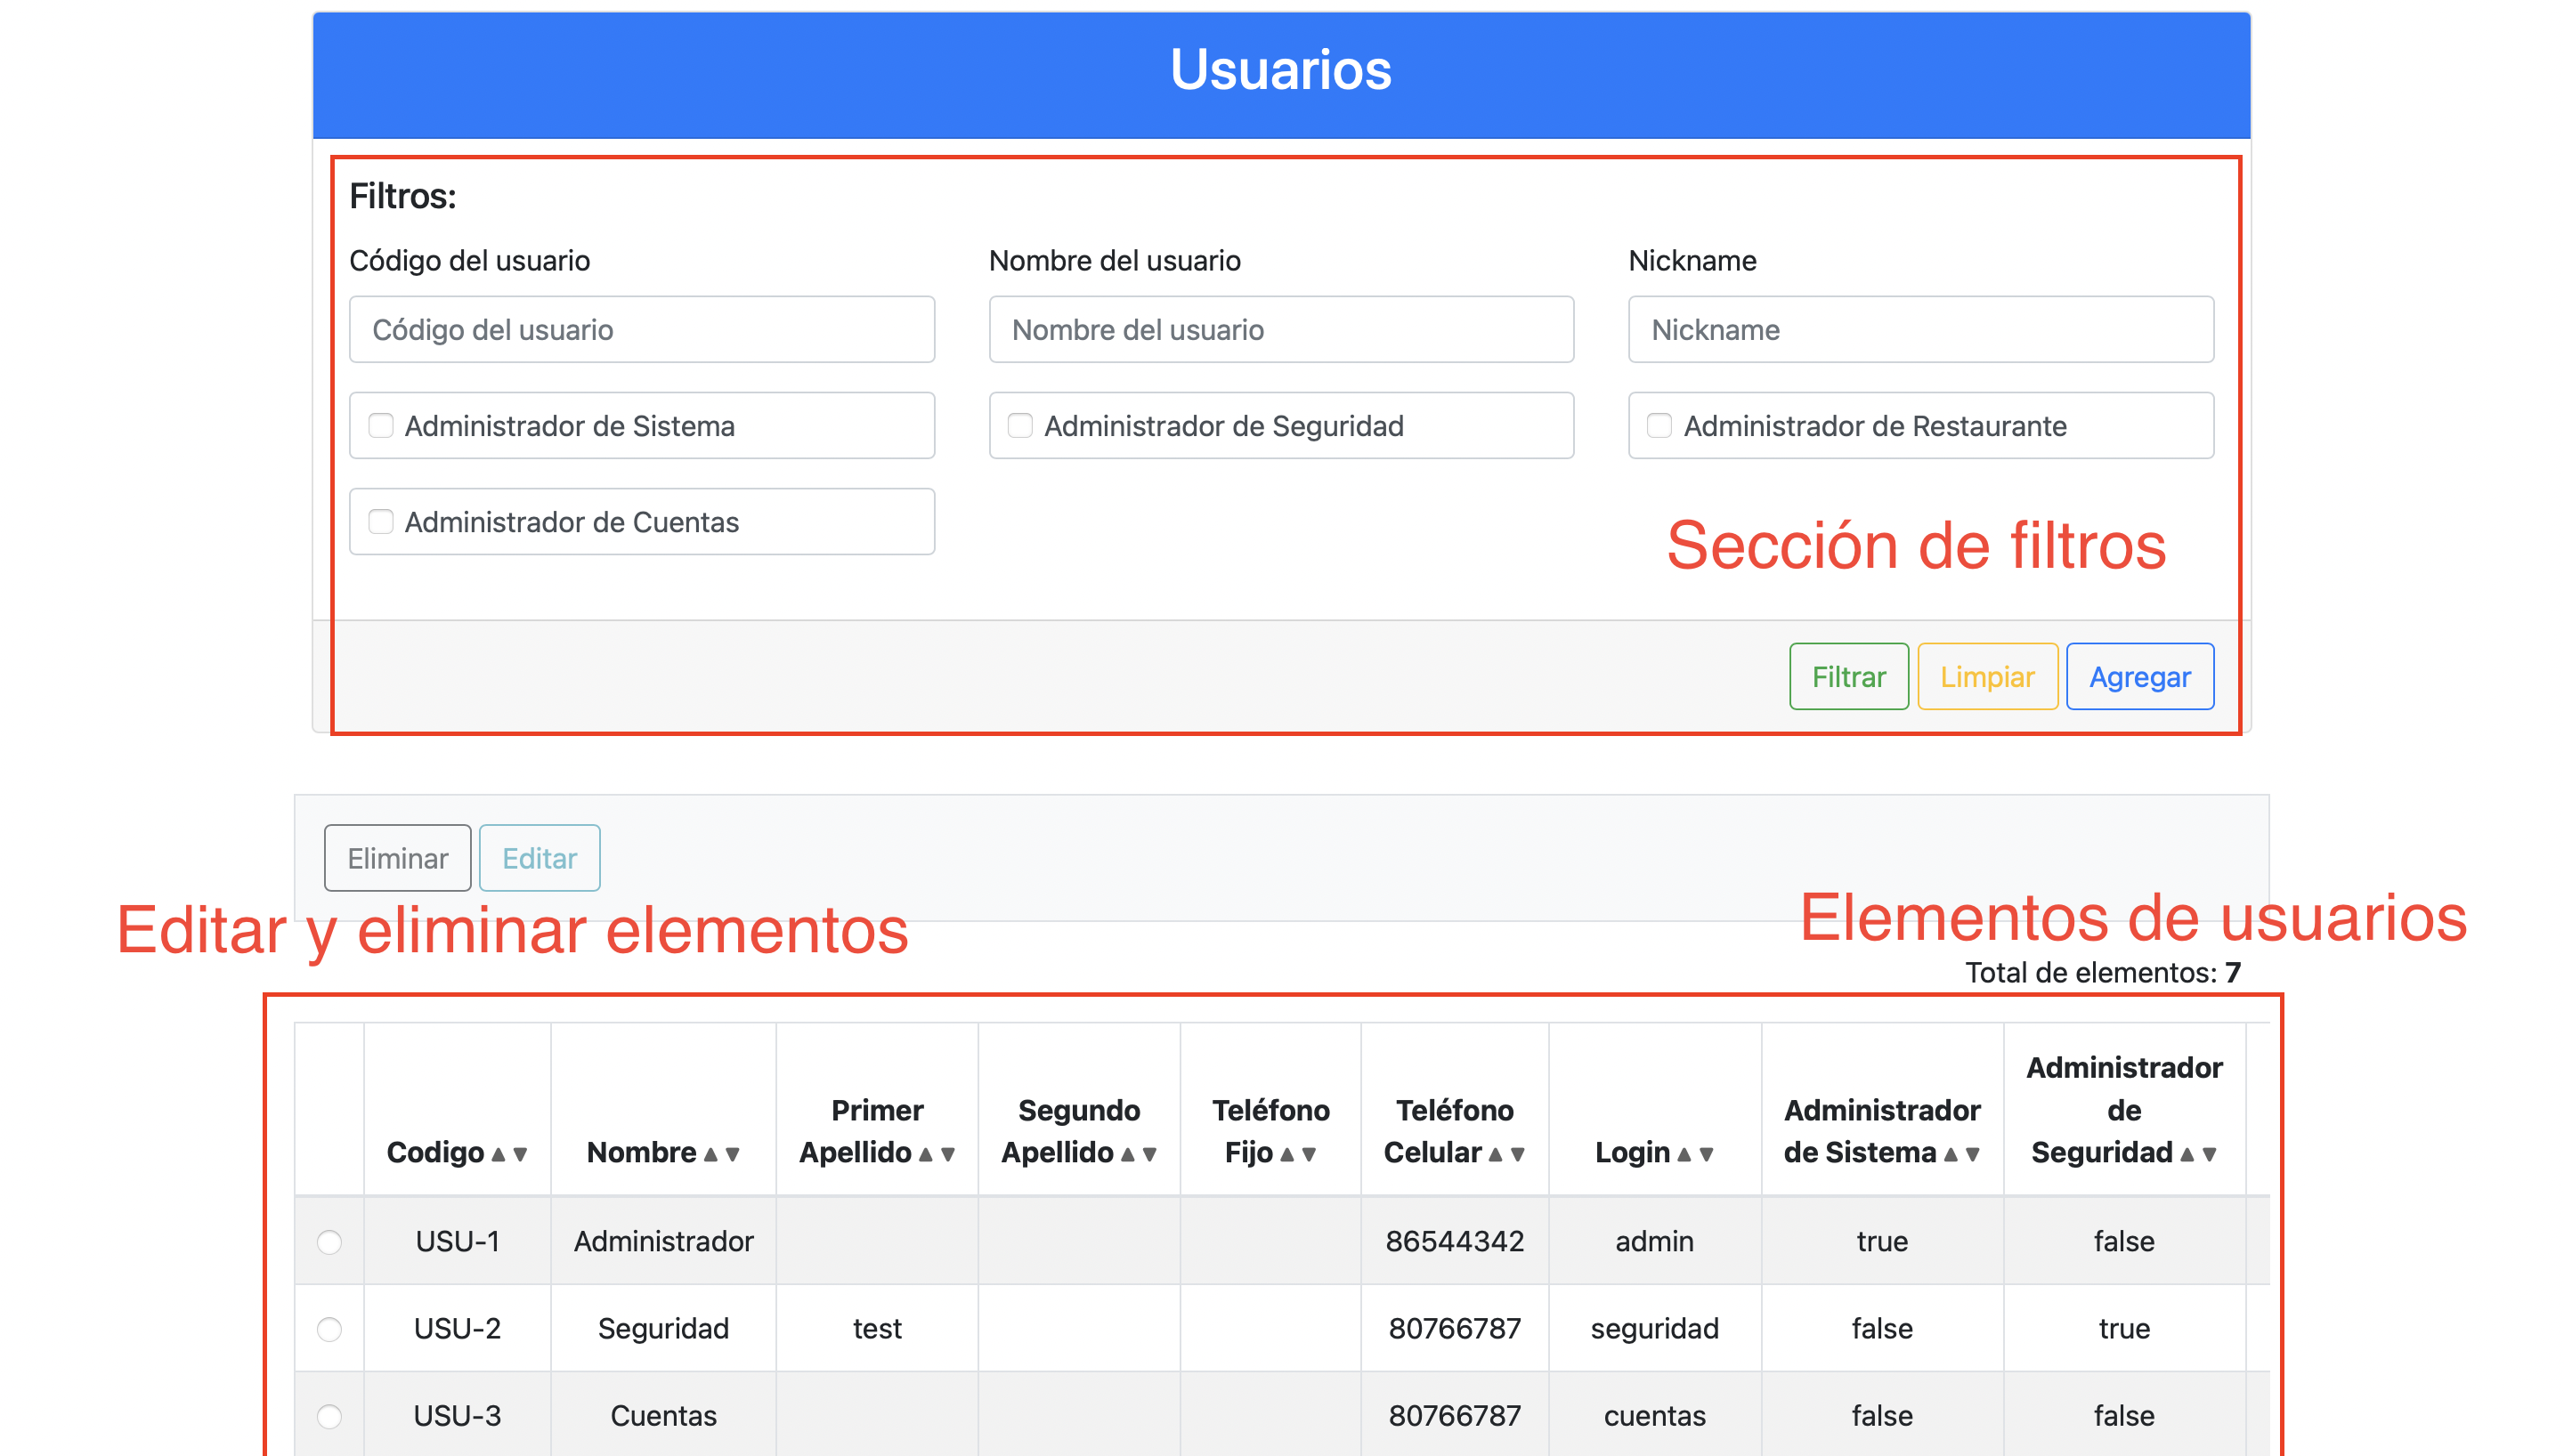 Usuarios
Filtros:
Código del usuario Nombre del usuario Nickname
Código del usuario Nombre del usuario Nickname
Administrador de Sistema Administrador de Seguridad Administrador de Restaurante
Administrador de Cuentas
Sección de filtros
Filtrar Limpiar Agregar
Eliminar Editar
Editar y eliminar elementos Elementos de usuarios
Total de elementos: 7
Administrador
Primer Segundo Teléfono Teléfono Administrador de
Codigo ▲ ▼ Nombre ▲ ▼ Apellido ▲ ▼ Apellido ▲ ▼ Fijo ▲ ▼ Celular ▲ ▼ Login ▲ ▼ de Sistema ▲ ▼ Seguridad ▲ ▼
USU-1 Administrador 86544342 admin true false
USU-2 Seguridad test 80766787 seguridad false true
USU-3 Cuentas 80766787 cuentas false false